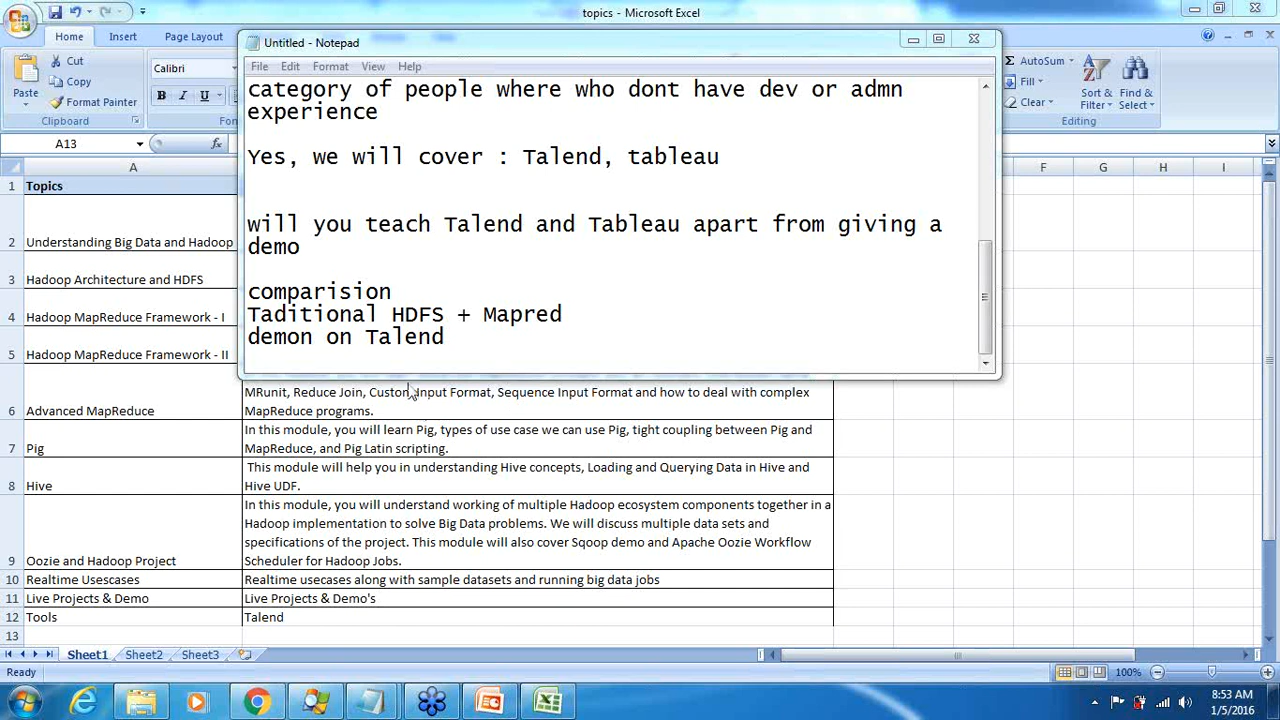 topics - Microsoft Excel
Home Insert Page Layout
Untitled - Notepad
File Edit Format View Help
Cut
Copy
Paste
Format Painter
Clipboard
Calibri
B I U
Fon
AutoSum
Fill
Clear
Sort & Filter
Find & Select
Editing
category of people where who dont have dev or admn
experience
Yes, we will cover : Talend, tableau
will you teach Talend and Tableau apart from giving a
demo
comparision
Taditional HDFS + Mapred
demon on Talend
A13 fx
A F G H I
1 Topics
2 Understanding Big Data and Hadoop
3 Hadoop Architecture and HDFS
4 Hadoop MapReduce Framework - I
5 Hadoop MapReduce Framework - II
MRunit, Reduce Join, Custom Input Format, Sequence Input Format and how to deal with complex
6 Advanced MapReduce MapReduce programs.
In this module, you will learn Pig, types of use case we can use Pig, tight coupling between Pig and
7 Pig MapReduce, and Pig Latin scripting.
This module will help you in understanding Hive concepts, Loading and Querying Data in Hive and
8 Hive Hive UDF.
In this module, you will understand working of multiple Hadoop ecosystem components together in a
Hadoop implementation to solve Big Data problems. We will discuss multiple data sets and
specifications of the project. This module will also cover Sqoop demo and Apache Oozie Workflow
9 Oozie and Hadoop Project Scheduler for Hadoop Jobs.
10 Realtime Usescases Realtime usecases along with sample datasets and running big data jobs
11 Live Projects & Demo Live Projects & Demo's
12 Tools Talend
13
Sheet1 Sheet2 Sheet3
Ready 100%
8:53 AM
1/5/2016